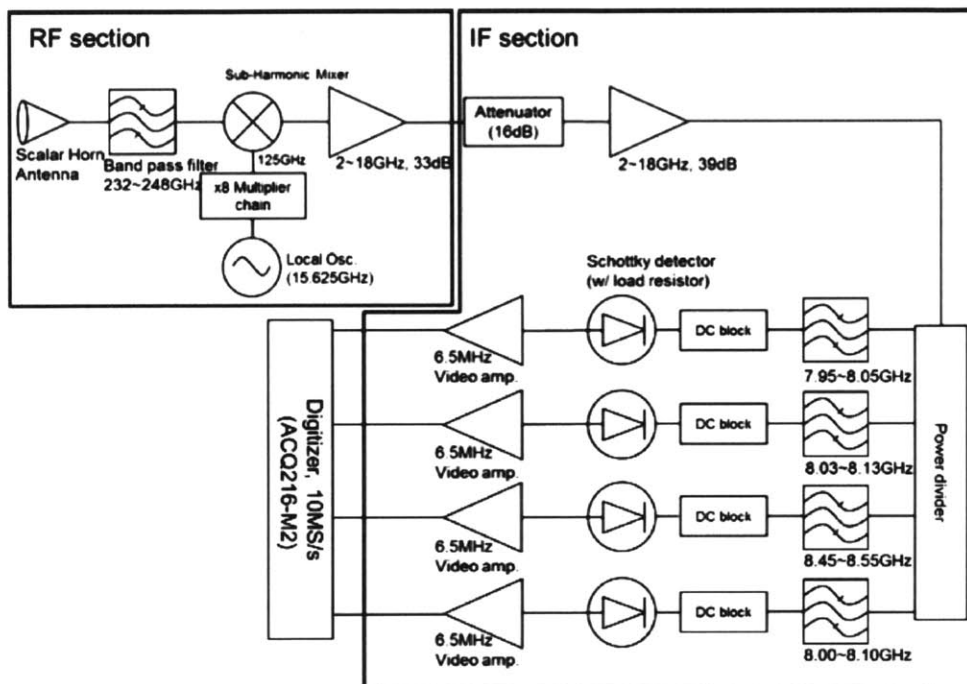 RF section
IF section
Sub-Harmonic Mixer
Attenuator
(16dB)
Scalar Horn
Antenna
Band pass filter
232~248GHz
125GHz
2~18GHz, 33dB
2~18GHz, 39dB
x8 Multiplier
chain
Local Osc.
(15.625GHz)
Schottky detector
(w/ load resistor)
DC block
6.5MHz
Video amp.
7.95~8.05GHz
DC block
6.5MHz
Video amp.
8.03~8.13GHz
DC block
6.5MHz
Video amp.
8.45~8.55GHz
DC block
6.5MHz
Video amp.
8.00~8.10GHz
Digitizer, 10MS/s
(ACQ216-M2)
Power divider